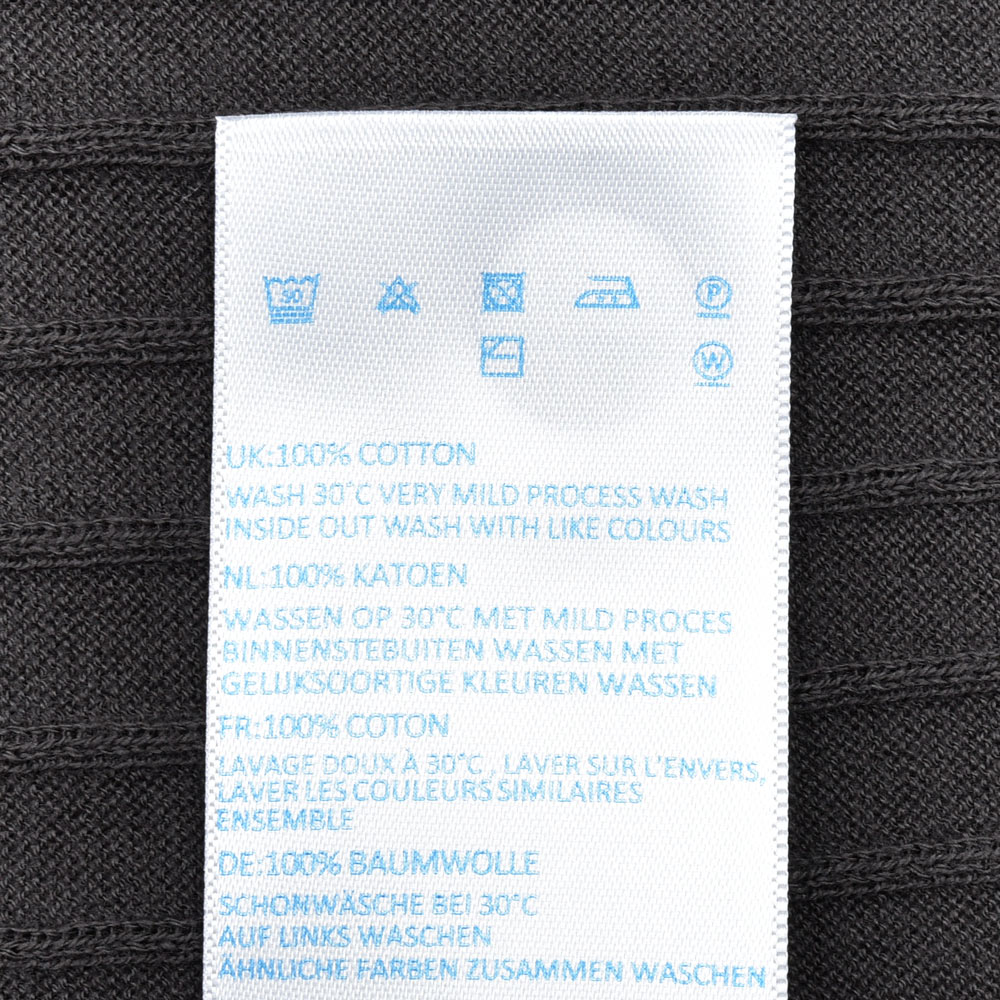 30
P
W
UK:100% COTTON
WASH 30°C VERY MILD PROCESS WASH
INSIDE OUT WASH WITH LIKE COLOURS
NL:100% KATOEN
WASSEN OP 30°C MET MILD PROCES
BINNENSTEBUITEN WASSEN MET
GELIJKSOORTIGE KLEUREN WASSEN
FR:100% COTON
LAVAGE DOUX À 30°C , LAVER SUR L'ENVERS,
LAVER LES COULEURS SIMILAIRES
ENSEMBLE
DE:100% BAUMWOLLE
SCHONWÄSCHE BEI 30°C
AUF LINKS WASCHEN
ÄHNLICHE FARBEN ZUSAMMEN WASCHEN